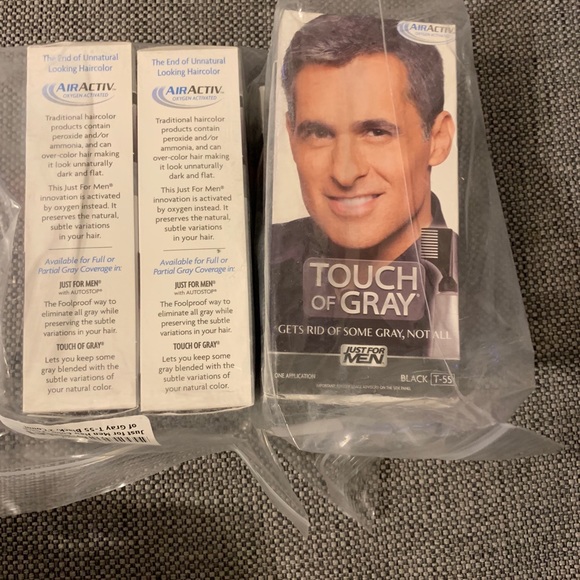 The End of Unnatural
Looking Haircolor
AIRACTIV™
OXYGEN ACTIVATED
Traditional haircolor
products contain
peroxide and/or
ammonia, and can
over-color hair making
it look unnaturally
dark and flat.
This Just For Men®
innovation is activated
by oxygen instead. It
preserves the natural,
subtle variations
in your hair.
Available for Full or
Partial Gray Coverage in:
JUST FOR MEN®
with AUTOSTOP®
The Foolproof way to
eliminate all gray while
preserving the subtle
variations in your hair.
TOUCH OF GRAY®
Lets you keep some
gray blended with the
subtle variations of
your natural color.
The End of Unnatural
Looking Haircolor
AIRACTIV™
OXYGEN ACTIVATED
Traditional haircolor
products contain
peroxide and/or
ammonia, and can
over-color hair making
it look unnaturally
dark and flat.
This Just For Men®
innovation is activated
by oxygen instead. It
preserves the natural,
subtle variations
in your hair.
Available for Full or
Partial Gray Coverage in:
JUST FOR MEN®
with AUTOSTOP®
The Foolproof way to
eliminate all gray while
preserving the subtle
variations in your hair.
TOUCH OF GRAY®
Lets you keep some
gray blended with the
subtle variations of
your natural color.
Just for Men
of Gray T-55
AIRACTIV™
TOUCH
OF GRAY®
GETS RID OF SOME GRAY, NOT ALL
JUST FOR
MEN
ONE APPLICATION
BLACK T-55